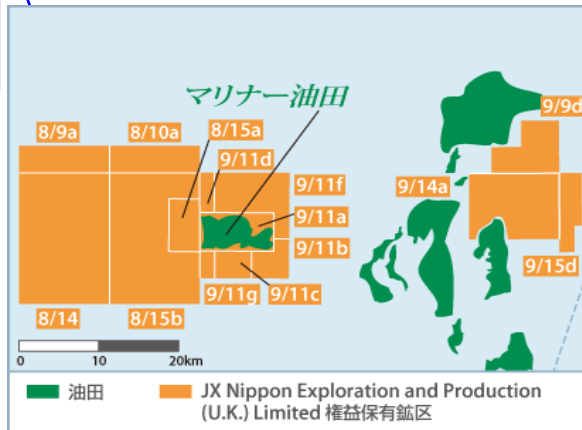 マリナー油田
9/9d
8/9a
8/10a
8/15a
9/11d
9/11f
9/14a
9/11a
9/11b
9/15d
9/11g
9/11c
8/14
8/15b
0 10 20km
油田
JX Nippon Exploration and Production
(U.K.) Limited 権益保有鉱区